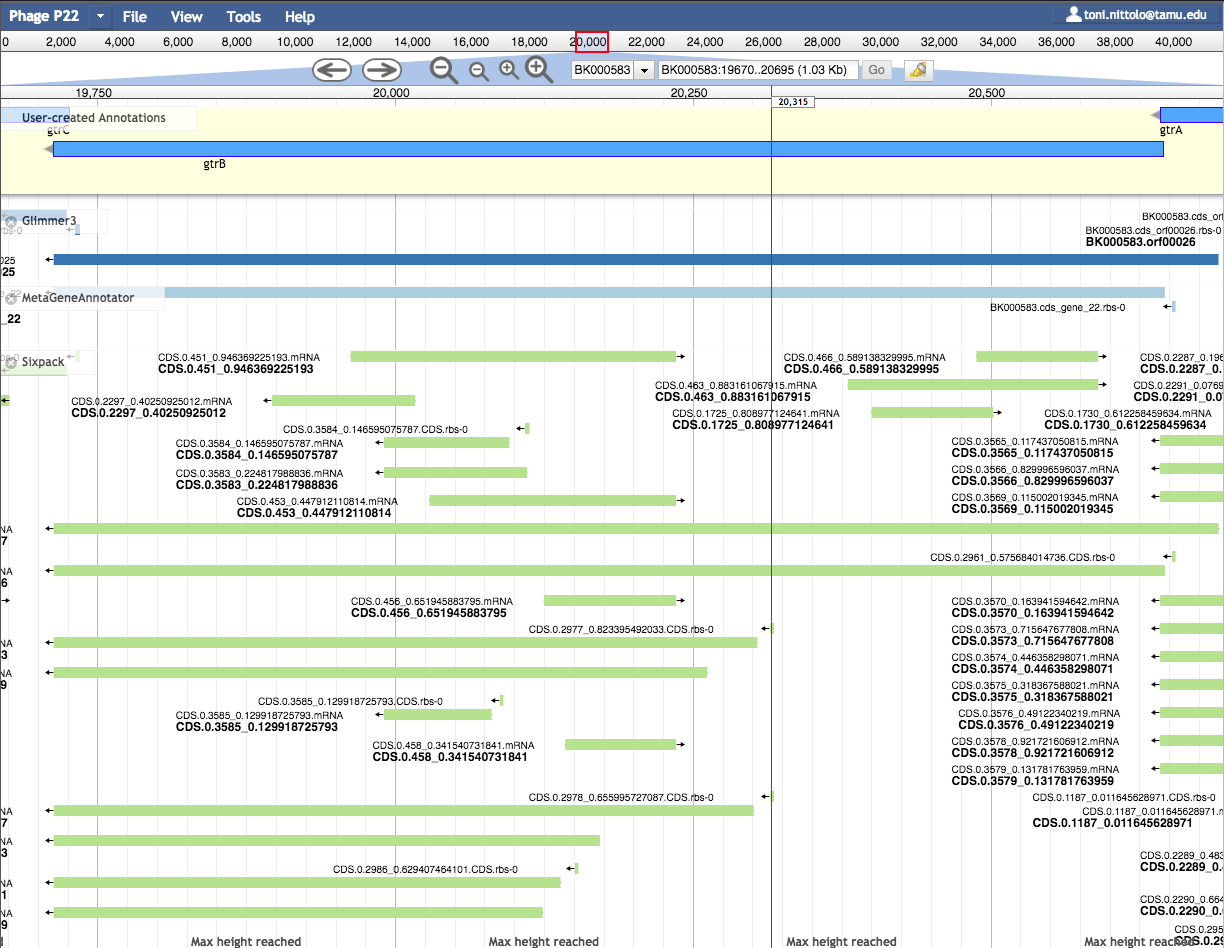 Phage P22 File View Tools Help toni.nittolo@tamu.edu
0 2,000 4,000 6,000 8,000 10,000 12,000 14,000 16,000 18,000 20,000 22,000 24,000 26,000 28,000 30,000 32,000 34,000 36,000 38,000 40,000
BK000583 BK000583:19670..20695 (1.03 Kb) Go
19,750 20,000 20,250 20,500
20,315
User-created Annotations
gtrC gtrA
gtrB
BK000583.cds_orf
Glimmer3
rbs-0 BK000583.cds_orf00026.rbs-0
BK000583.orf00026
025
25
MetaGeneAnnotator
BK000583.cds_gene_22.rbs-0
_22
Sixpack
CDS.0.451_0.946369225193.mRNA CDS.0.466_0.589138329995.mRNA CDS.0.2287_0.196
CDS.0.451_0.946369225193 CDS.0.466_0.589138329995 CDS.0.2287_0.
CDS.0.463_0.883161067915.mRNA CDS.0.2291_0.0769
CDS.0.463_0.883161067915 CDS.0.2291_0.0
CDS.0.2297_0.40250925012.mRNA
CDS.0.2297_0.40250925012
CDS.0.1725_0.808977124641.mRNA CDS.0.1730_0.612258459634.mRNA
CDS.0.1725_0.808977124641 CDS.0.1730_0.612258459634
CDS.0.3584_0.146595075787.CDS.rbs-0
CDS.0.3584_0.146595075787.mRNA CDS.0.3565_0.117437050815.mRNA
CDS.0.3584_0.146595075787 CDS.0.3565_0.117437050815
CDS.0.3583_0.224817988836.mRNA CDS.0.3566_0.829996596037.mRNA
CDS.0.3583_0.224817988836 CDS.0.3566_0.829996596037
CDS.0.453_0.447912110814.mRNA CDS.0.3569_0.115002019345.mRNA
CDS.0.453_0.447912110814 CDS.0.3569_0.115002019345
NA
7
CDS.0.2961_0.575684014736.CDS.rbs-0
NA
6
CDS.0.456_0.651945883795.mRNA CDS.0.3570_0.163941594642.mRNA
CDS.0.456_0.651945883795 CDS.0.3570_0.163941594642
CDS.0.2977_0.823395492033.CDS.rbs-0 CDS.0.3573_0.715647677808.mRNA
NA CDS.0.3573_0.715647677808
3
CDS.0.3574_0.446358298071.mRNA
NA CDS.0.3574_0.446358298071
9
CDS.0.3575_0.318367588021.mRNA
CDS.0.3575_0.318367588021
CDS.0.3585_0.129918725793.CDS.rbs-0
CDS.0.3585_0.129918725793.mRNA CDS.0.3576_0.49122340219.mRNA
CDS.0.3585_0.129918725793 CDS.0.3576_0.49122340219
CDS.0.458_0.341540731841.mRNA CDS.0.3578_0.921721606912.mRNA
CDS.0.458_0.341540731841 CDS.0.3578_0.921721606912
CDS.0.3579_0.131781763959.mRNA
CDS.0.3579_0.131781763959
CDS.0.2978_0.655995727087.CDS.rbs-0 CDS.0.1187_0.011645628971.CDS.rbs-0
NA CDS.0.1187_0.011645628971.m
7 CDS.0.1187_0.011645628971
NA
3
CDS.0.2289_0.483
CDS.0.2986_0.629407464101.CDS.rbs-0 CDS.0.2289_0.
NA
1
CDS.0.2290_0.664
NA CDS.0.2290_0.
9
CDS.0.295
Max height reached Max height reached Max height reached Max height reached